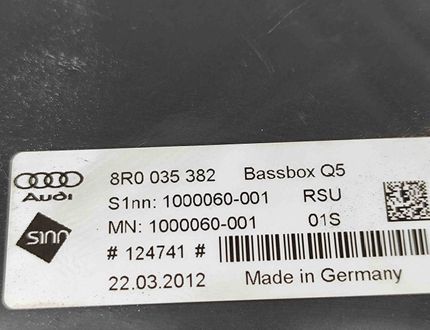 8R0 035 382 Bassbox Q5
Audi S1nn: 1000060-001 RSU
MN: 1000060-001 01S
S1nn # 124741 #
22.03.2012 Made in Germany